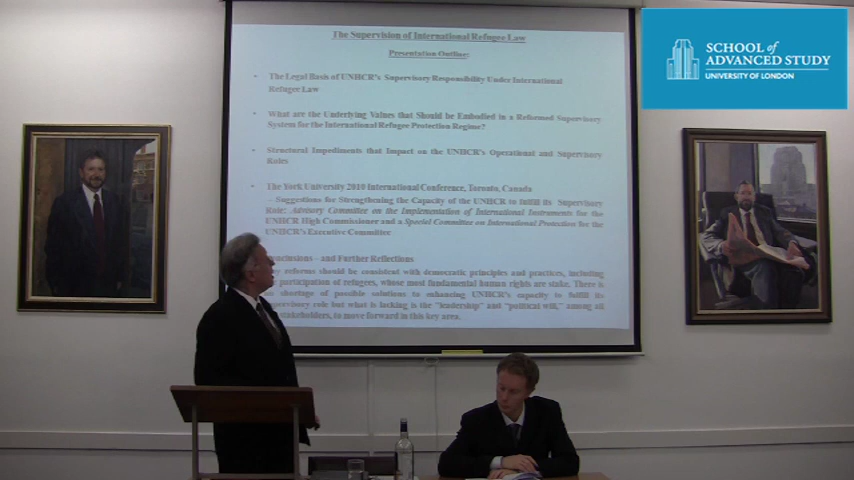 The Supervision of International Refugee Law
Presentation Outline:
• The Legal Basis of UNHCR's Supervisory Responsibility Under International
Refugee Law
• What are the Underlying Values that Should be Embodied in a Reformed Supervisory
System for the International Refugee Protection Regime?
• Structural Impediments that Impact on the UNHCR's Operational and Supervisory
Roles
• The York University 2010 International Conference, Toronto, Canada
– Suggestions for Strengthening the Capacity of the UNHCR to fulfill its Supervisory
Role: Advisory Committee on the Implementation of International Instruments for the
UNHCR High Commissioner and a Special Committee on International Protection for the
UNHCR's Executive Committee
– and Further Reflections
reforms should be consistent with democratic principles and practices, including
participation of refugees, whose most fundamental human rights are stake. There is
shortage of possible solutions to enhancing UNHCR's capacity to fulfill its
supervisory role but what is lacking is the "leadership" and "political will," among all
stakeholders, to move forward in this key area.
SCHOOL of
ADVANCED STUDY
UNIVERSITY OF LONDON